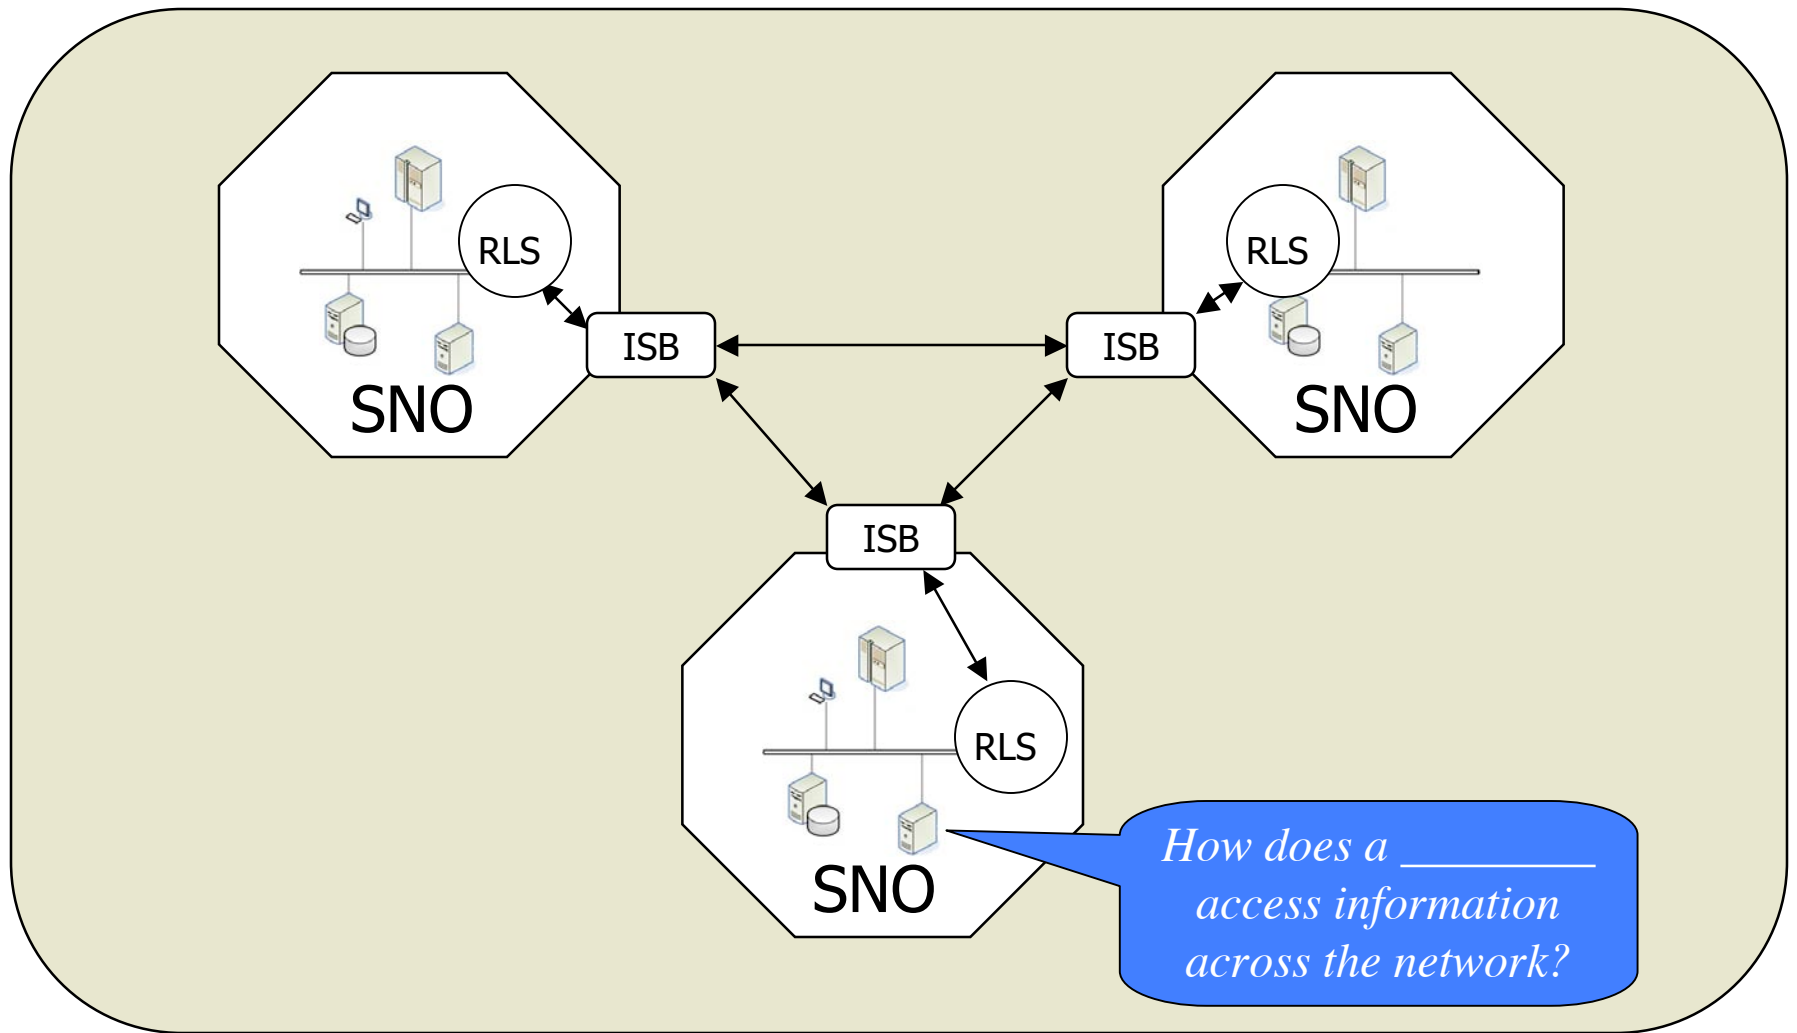 RLS
RLS
ISB
ISB
SNO
SNO
ISB
RLS
SNO
How does a ________
access information
across the network?